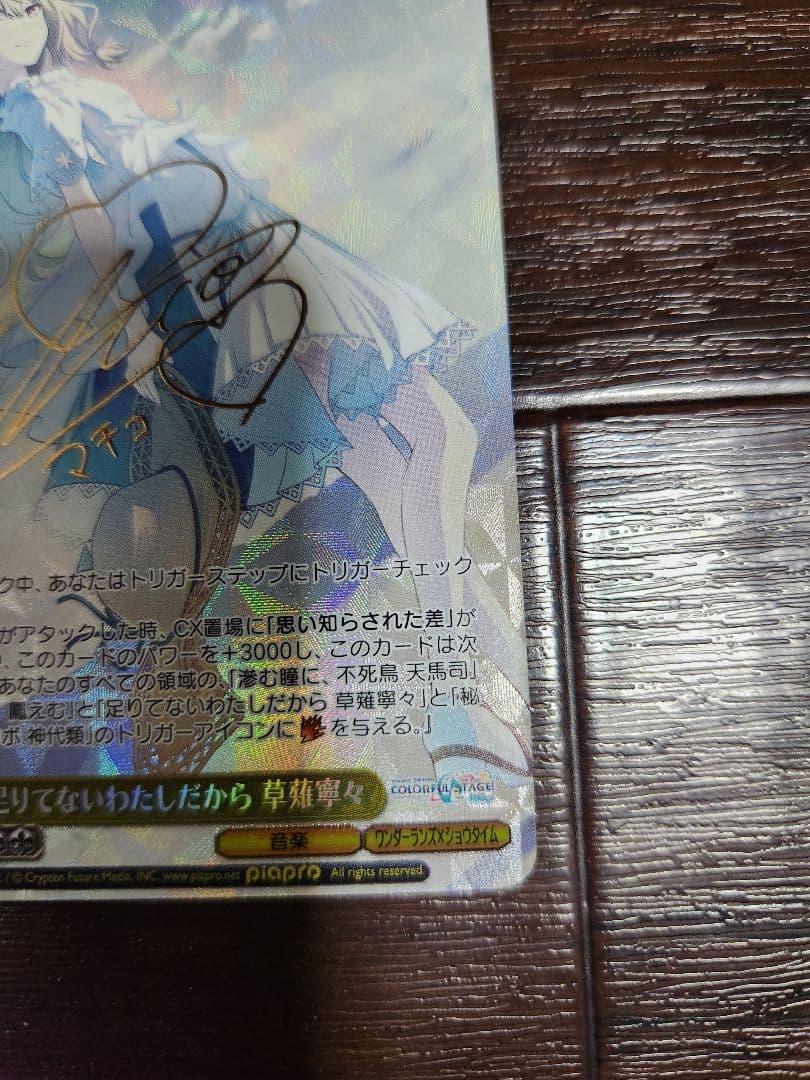 マチコ
ク中、あなたはトリガーステップにトリガーチェック
がアタックした時、CX置場に「思い知らされた差」が
、このカードのパワーを+3000し、このカードは次
あなたのすべての領域の、「滲む瞳に、不死鳥 天馬司」
鳳えむ」と「足りてないわたしだから 草薙寧々」と「秘
ボ 神代類」のトリガーアイコンに を与える。』
足りてないわたしだから 草薙寧々
COLORFUL STAGE!
音楽
ワンダーランズ×ショウタイム
/ © Crypton Future Media, INC. www.piapro.net piapro All rights reserved.